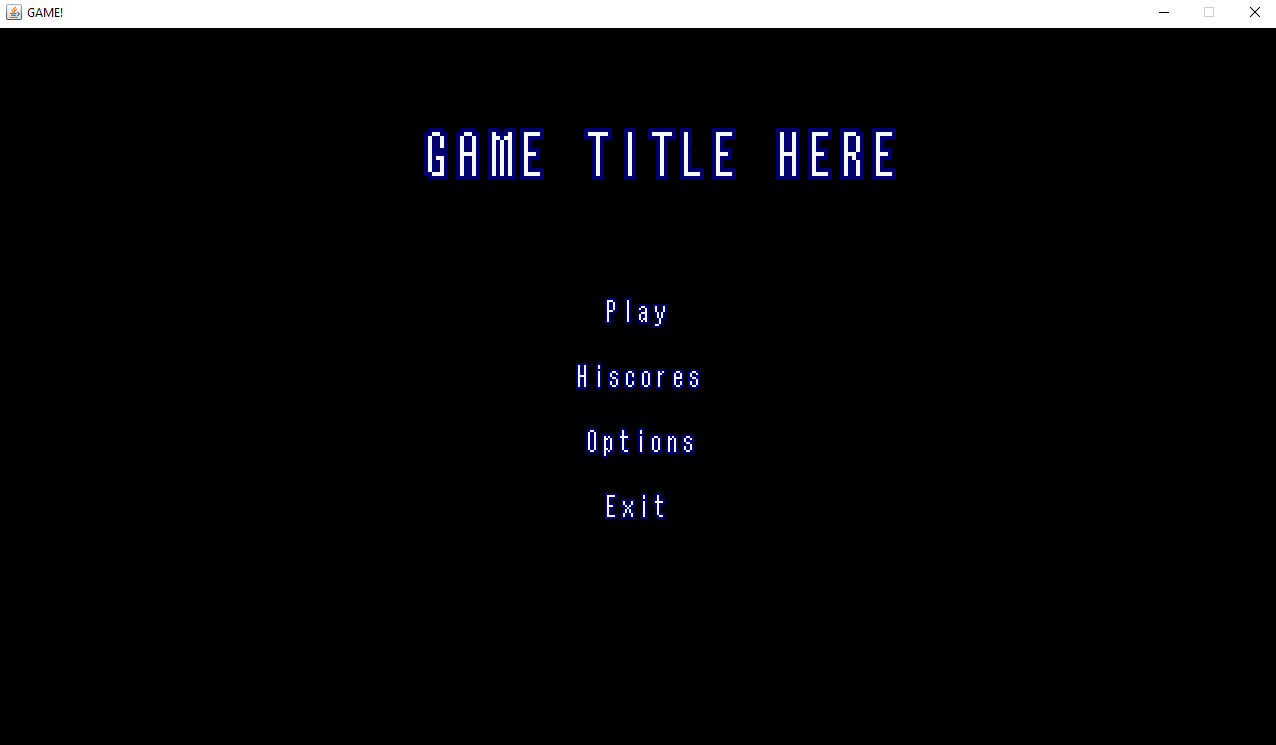 GAME!
GAME TITLE HERE
Play
Hiscores
Options
Exit